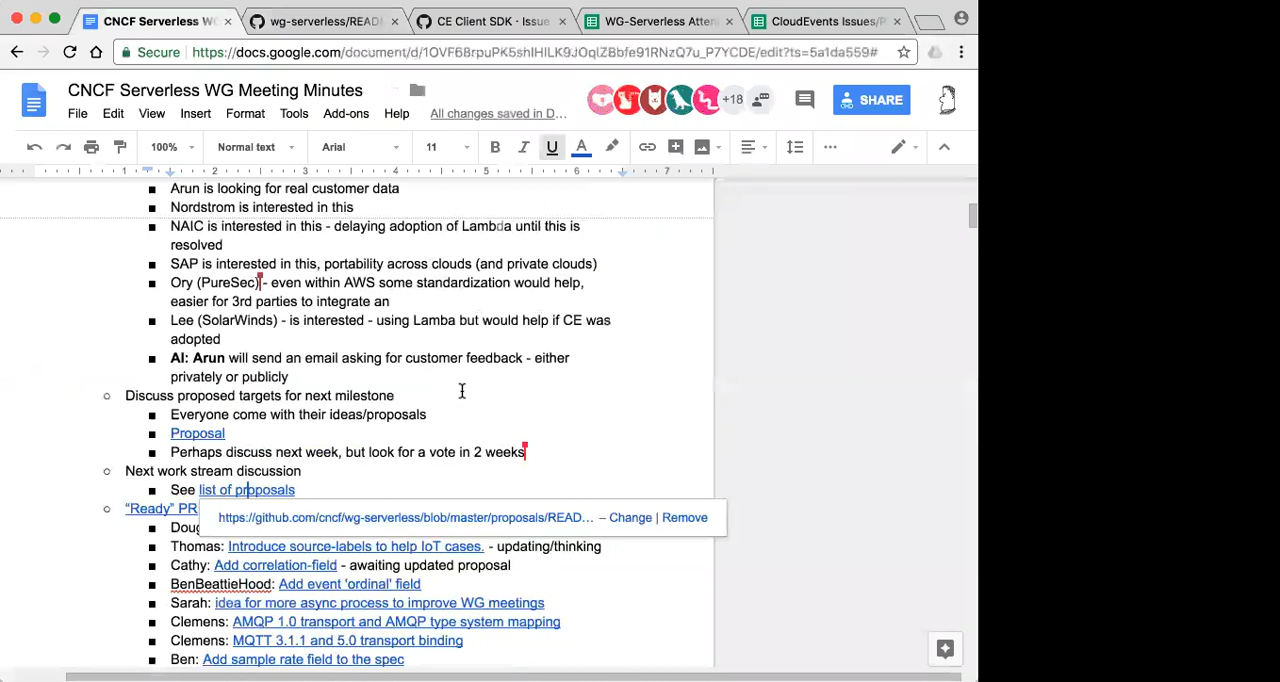 CNCF Serverless WG
wg-serverless/READ
CE Client SDK · Issue
WG-Serverless Atten
CloudEvents Issues/P
Secure
https://docs.google.com/document/d/1OVF68rpuPK5shIHILK9JOqlZBbfe91RNzQ7u_P7YCDE/edit?ts=5a1da559#
CNCF Serverless WG Meeting Minutes
+18
SHARE
File Edit View Insert Format Tools Add-ons Help All changes saved in D…
100% Normal text Arial 11 B I U A
1 2 3 4 5 6 7
Arun is looking for real customer data
Nordstrom is interested in this
NAIC is interested in this - delaying adoption of Lambda until this is
resolved
SAP is interested in this, portability across clouds (and private clouds)
Ory (PureSec) - even within AWS some standardization would help,
easier for 3rd parties to integrate an
Lee (SolarWinds) - is interested - using Lamba but would help if CE was
adopted
AI: Arun will send an email asking for customer feedback - either
privately or publicly
Discuss proposed targets for next milestone
Everyone come with their ideas/proposals
Proposal
Perhaps discuss next week, but look for a vote in 2 weeks
Next work stream discussion
See list of proposals
“Ready” PR
https://github.com/cncf/wg-serverless/blob/master/proposals/READ… – Change | Remove
Doug
Thomas: Introduce source-labels to help IoT cases. - updating/thinking
Cathy: Add correlation-field - awaiting updated proposal
BenBeattieHood: Add event 'ordinal' field
Sarah: idea for more async process to improve WG meetings
Clemens: AMQP 1.0 transport and AMQP type system mapping
Clemens: MQTT 3.1.1 and 5.0 transport binding
Ben: Add sample rate field to the spec